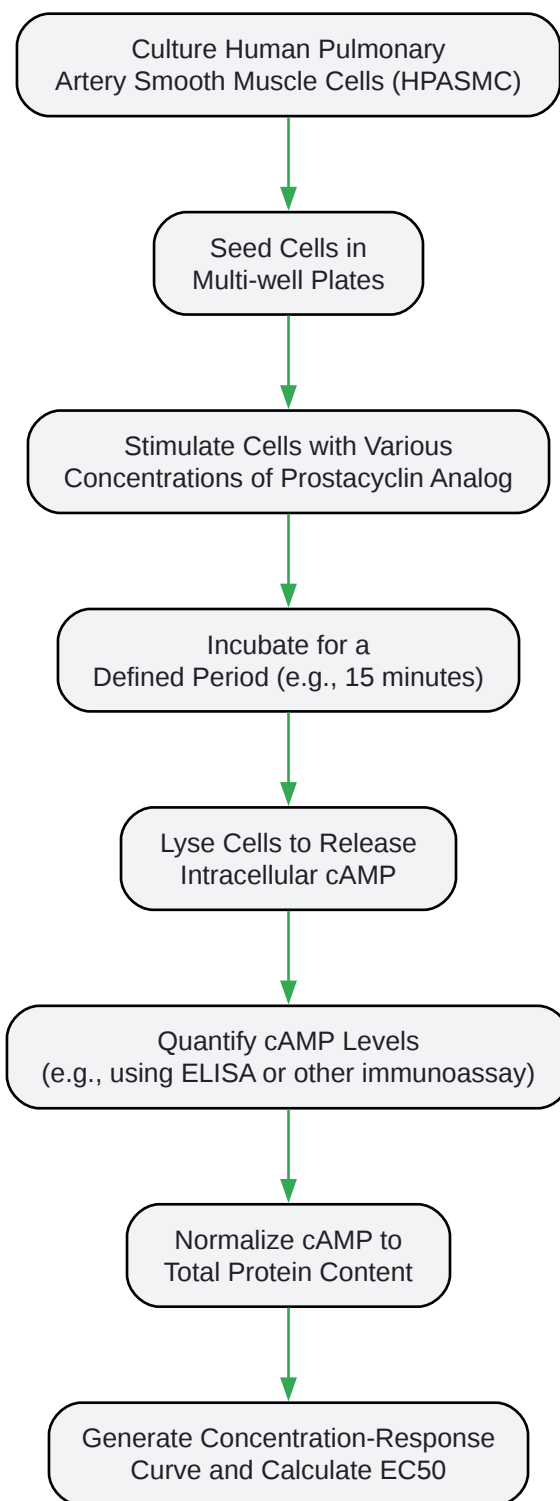 Culture Human Pulmonary
Artery Smooth Muscle Cells (HPASMC)
Seed Cells in
Multi-well Plates
Stimulate Cells with Various
Concentrations of Prostacyclin Analog
Incubate for a
Defined Period (e.g., 15 minutes)
Lyse Cells to Release
Intracellular cAMP
Quantify cAMP Levels
(e.g., using ELISA or other immunoassay)
Normalize cAMP to
Total Protein Content
Generate Concentration-Response
Curve and Calculate EC50